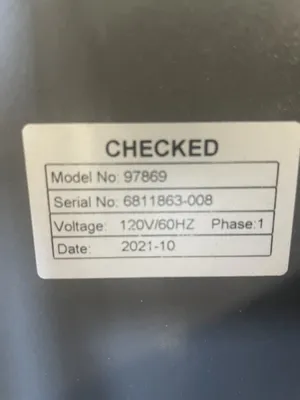 CHECKED
Model No: 97869
Serial No: 6811863-008
Voltage: 120V/60HZ Phase:1
Date: 2021-10